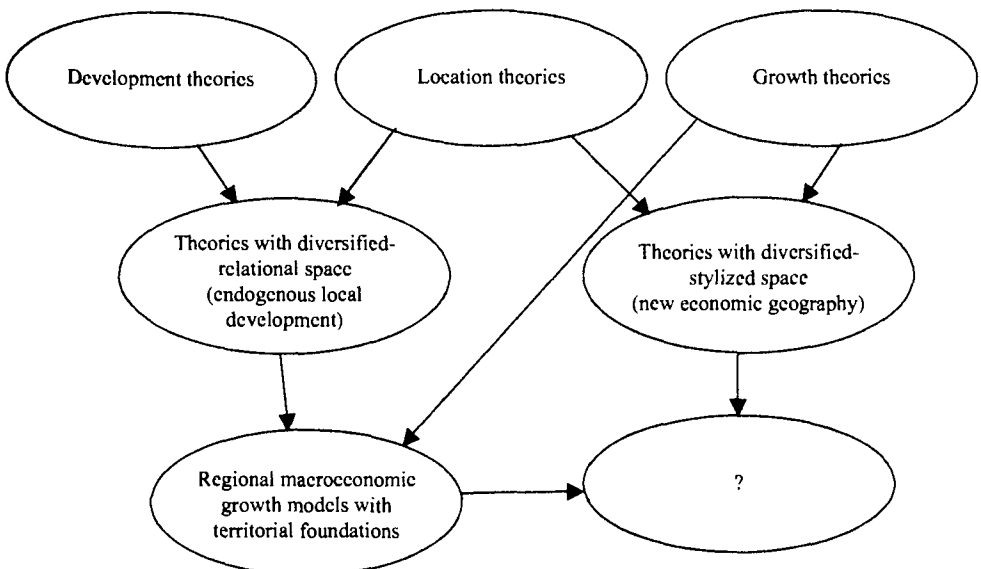 Development theories
Location theories
Growth theories
Theories with diversified-
relational space
(endogenous local
development)
Theories with diversified-
stylized space
(new economic geography)
Regional macroeconomic
growth models with
territorial foundations
?